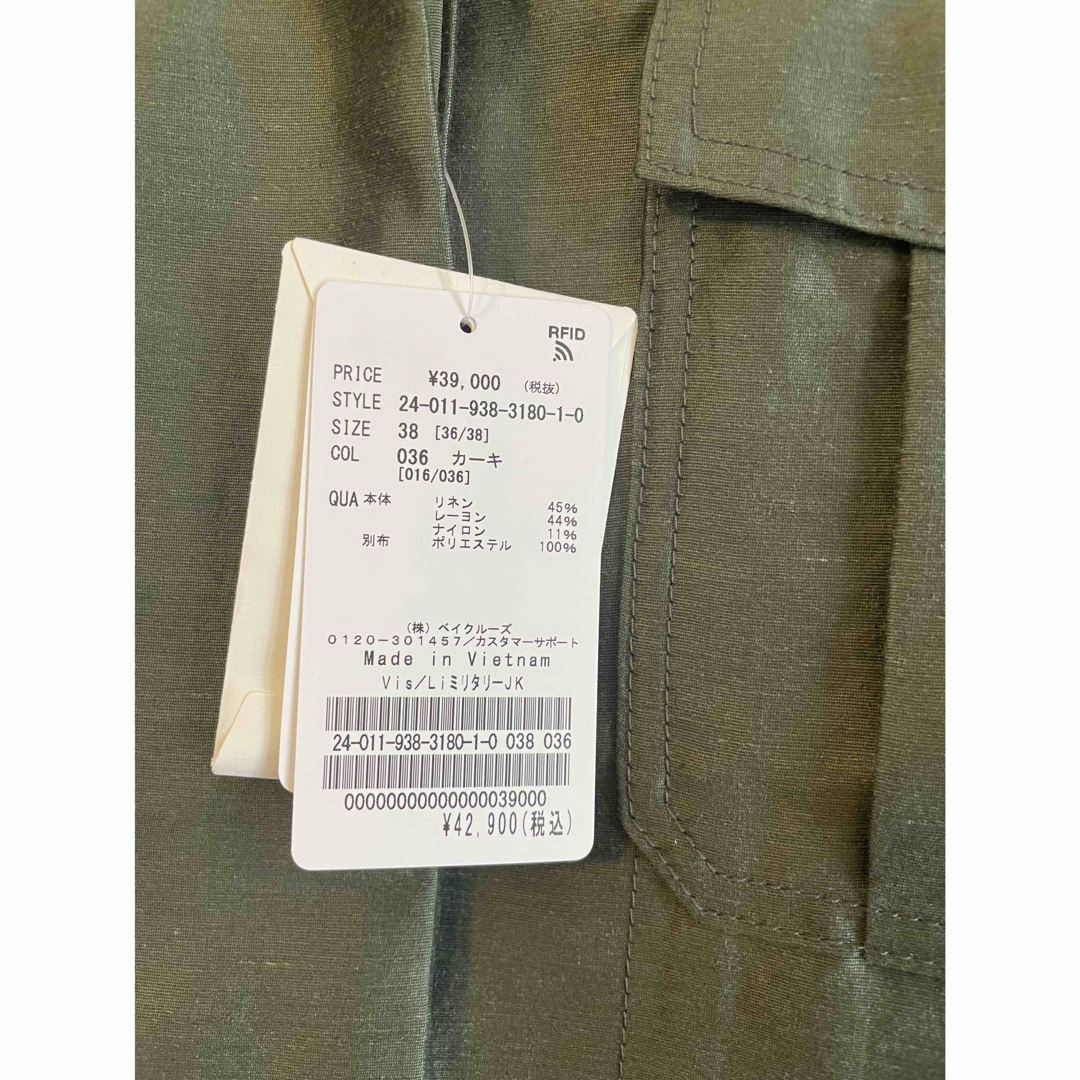 RFID
PRICE ¥39,000 (税抜)
STYLE 24-011-938-3180-1-0
SIZE 38 [36/38]
COL 036 カーキ
[016/036]
QUA 本体 リネン 45%
レーヨン 44%
ナイロン 11%
別布 ポリエステル 100%
(株) ベイクルーズ
0120-301457/カスタマーサポート
Made in Vietnam
Vis/LiミリタリーJK
24-011-938-3180-1-0 038 036
00000000000000039000
¥42,900(税込)